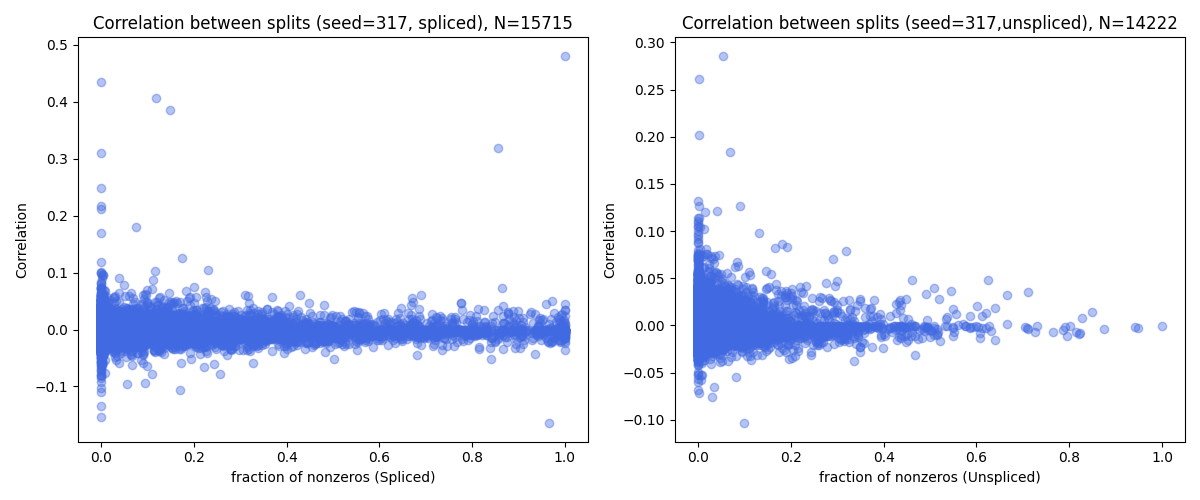 Correlation between splits (seed=317, spliced), N=15715
Correlation
0.5
0.4
0.3
0.2
0.1
0.0
−0.1
0.0 0.2 0.4 0.6 0.8 1.0
fraction of nonzeros (Spliced)
Correlation between splits (seed=317,unspliced), N=14222
Correlation
0.30
0.25
0.20
0.15
0.10
0.05
0.00
−0.05
−0.10
0.0 0.2 0.4 0.6 0.8 1.0
fraction of nonzeros (Unspliced)